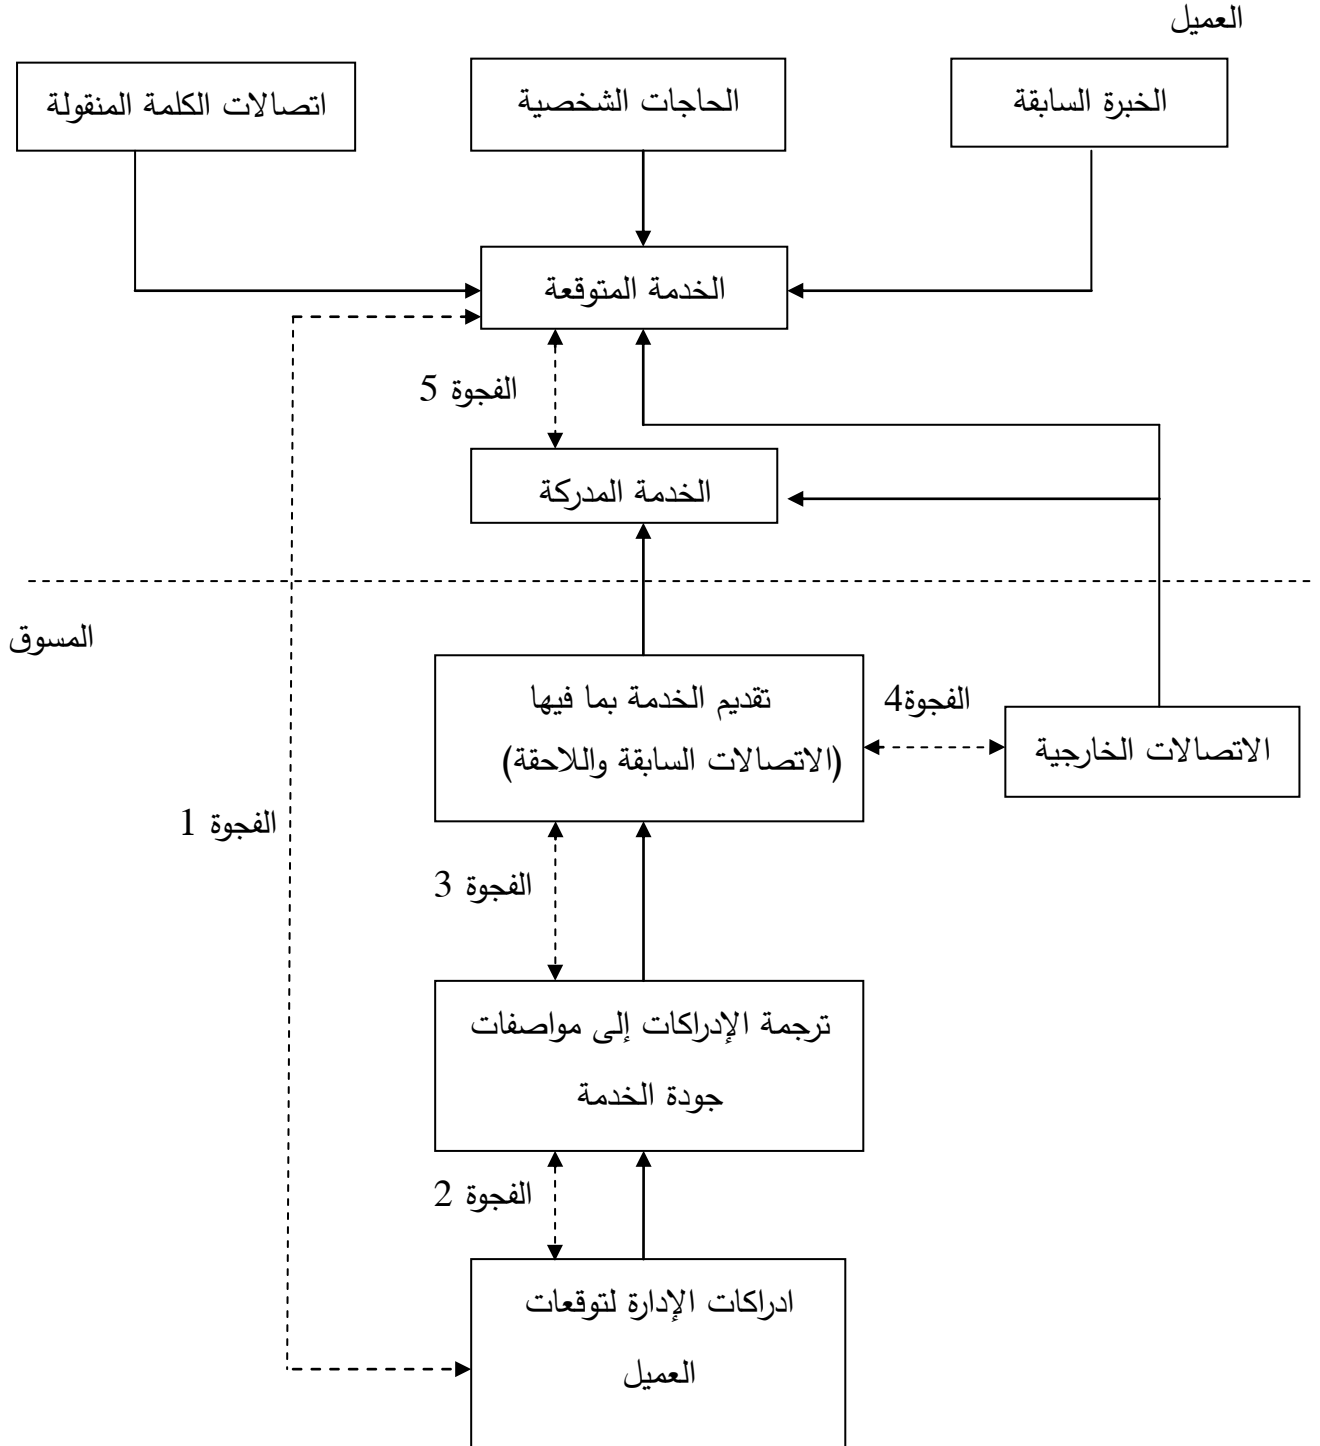 العميل
الخبرة السابقة
الحاجات الشخصية
اتصالات الكلمة المنقولة
الخدمة المتوقعة
الفجوة 5
الخدمة المدركة
المسوق
تقديم الخدمة بما فيها
(الاتصالات السابقة واللاحقة)
الفجوة4
الاتصالات الخارجية
الفجوة 1
الفجوة 3
ترجمة الإدراكات إلى مواصفات
جودة الخدمة
الفجوة 2
ادراكات الإدارة لتوقعات
العميل